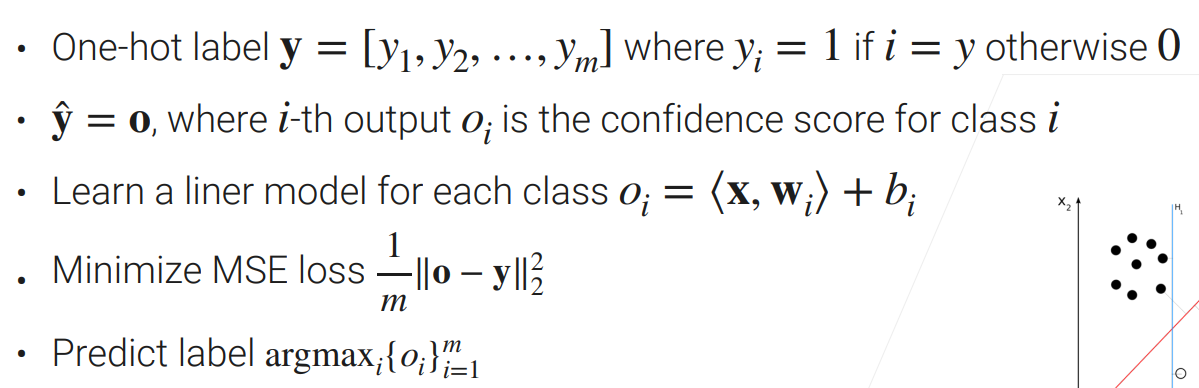 • One-hot label y = [y₁, y₂, …, yₘ] where yᵢ = 1 if i = y otherwise 0
• ŷ = o, where i-th output oᵢ is the confidence score for class i
• Learn a liner model for each class oᵢ = ⟨x, wᵢ⟩ + bᵢ
• Minimize MSE loss 1/m ||o − y||₂²
• Predict label argmaxᵢ{oᵢ}ᵢ₌₁ᵐ
X₂
H₁